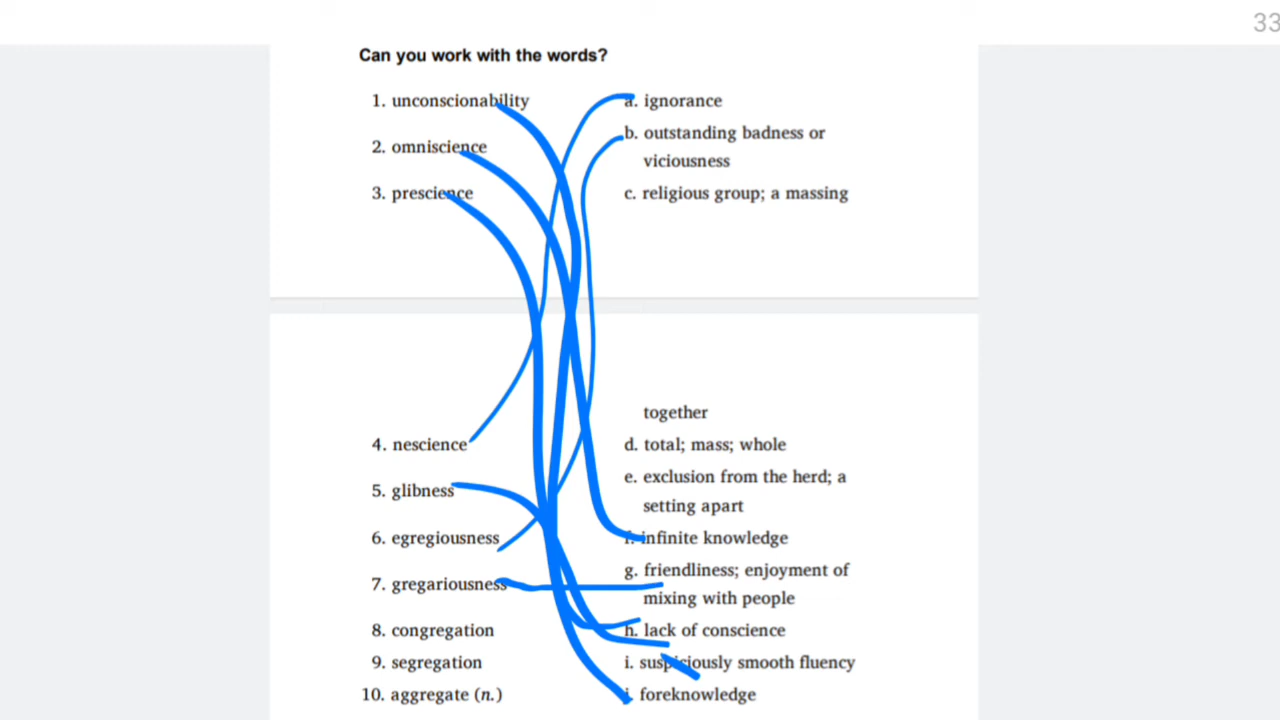 33
Can you work with the words?
1. unconscionability
a. ignorance
2. omniscience
b. outstanding badness or
viciousness
3. prescience
c. religious group; a massing
together
4. nescience
d. total; mass; whole
5. glibness
e. exclusion from the herd; a
setting apart
6. egregiousness
f. infinite knowledge
7. gregariousness
g. friendliness; enjoyment of
mixing with people
8. congregation
h. lack of conscience
9. segregation
i. suspiciously smooth fluency
10. aggregate (n.)
j. foreknowledge